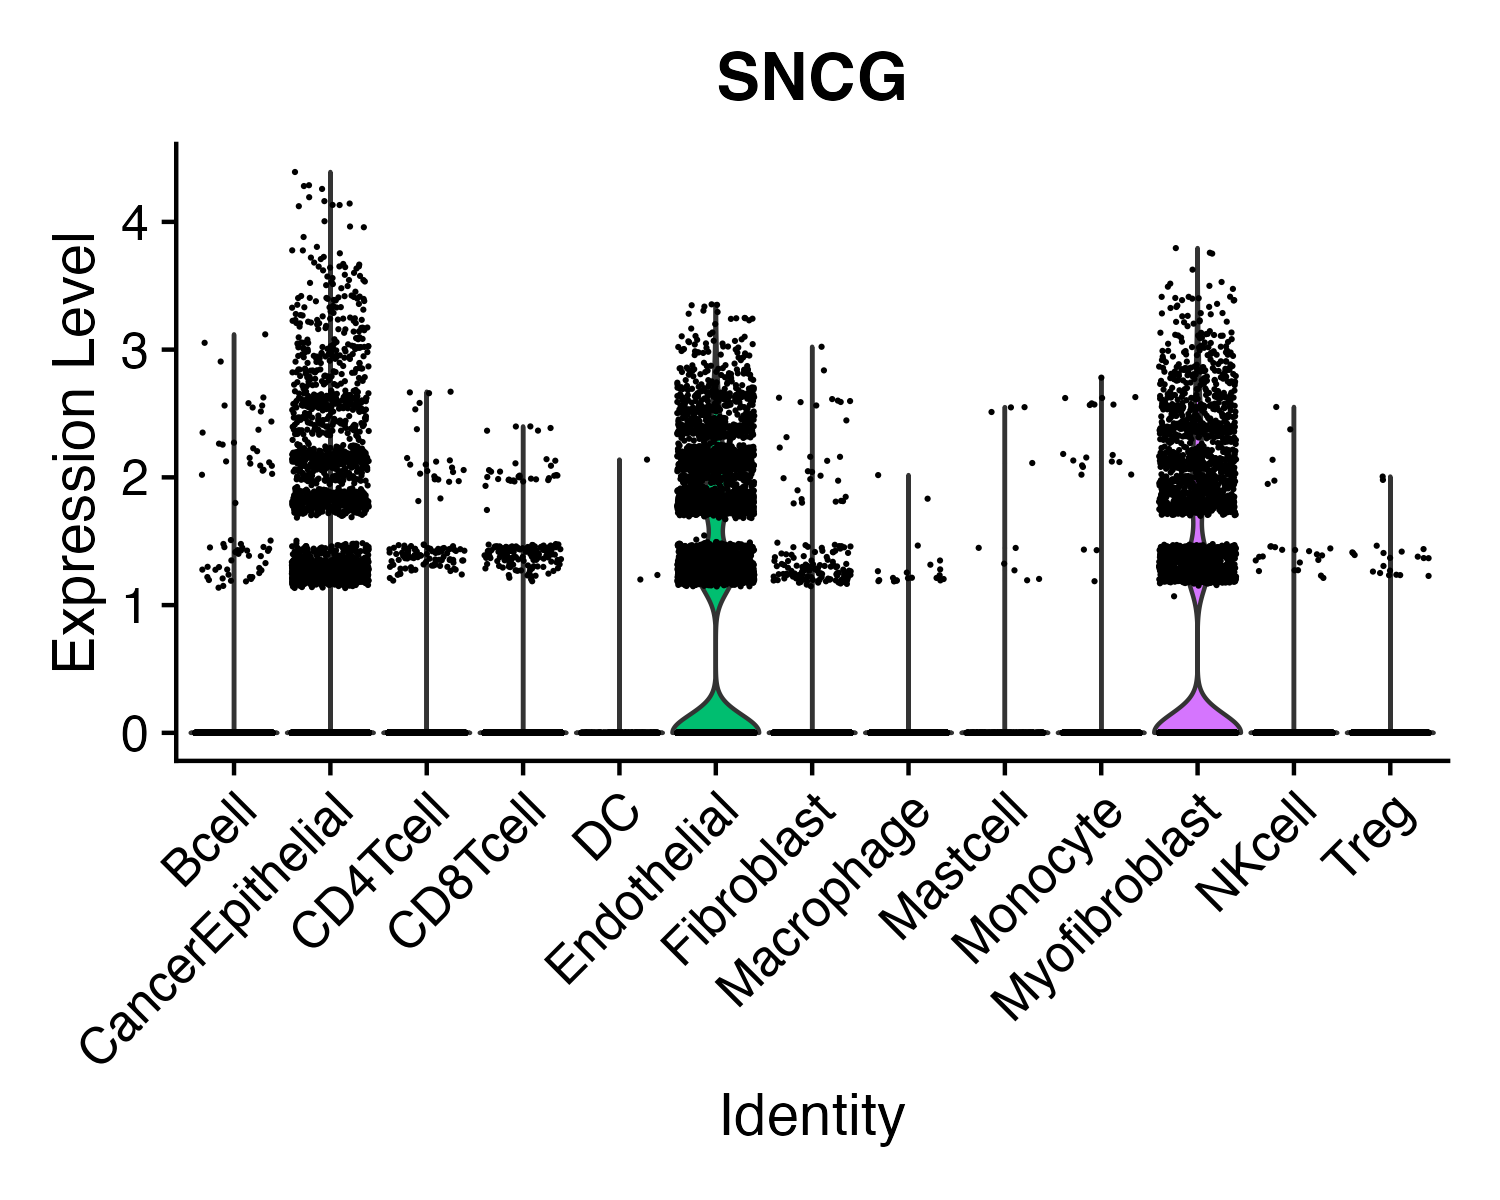 SNCG
Expression Level
4
3
2
1
0
Bcell
CancerEpithelial
CD4Tcell
CD8Tcell
DC
Endothelial
Fibroblast
Macrophage
Mastcell
Monocyte
Myofibroblast
NKcell
Treg
Identity